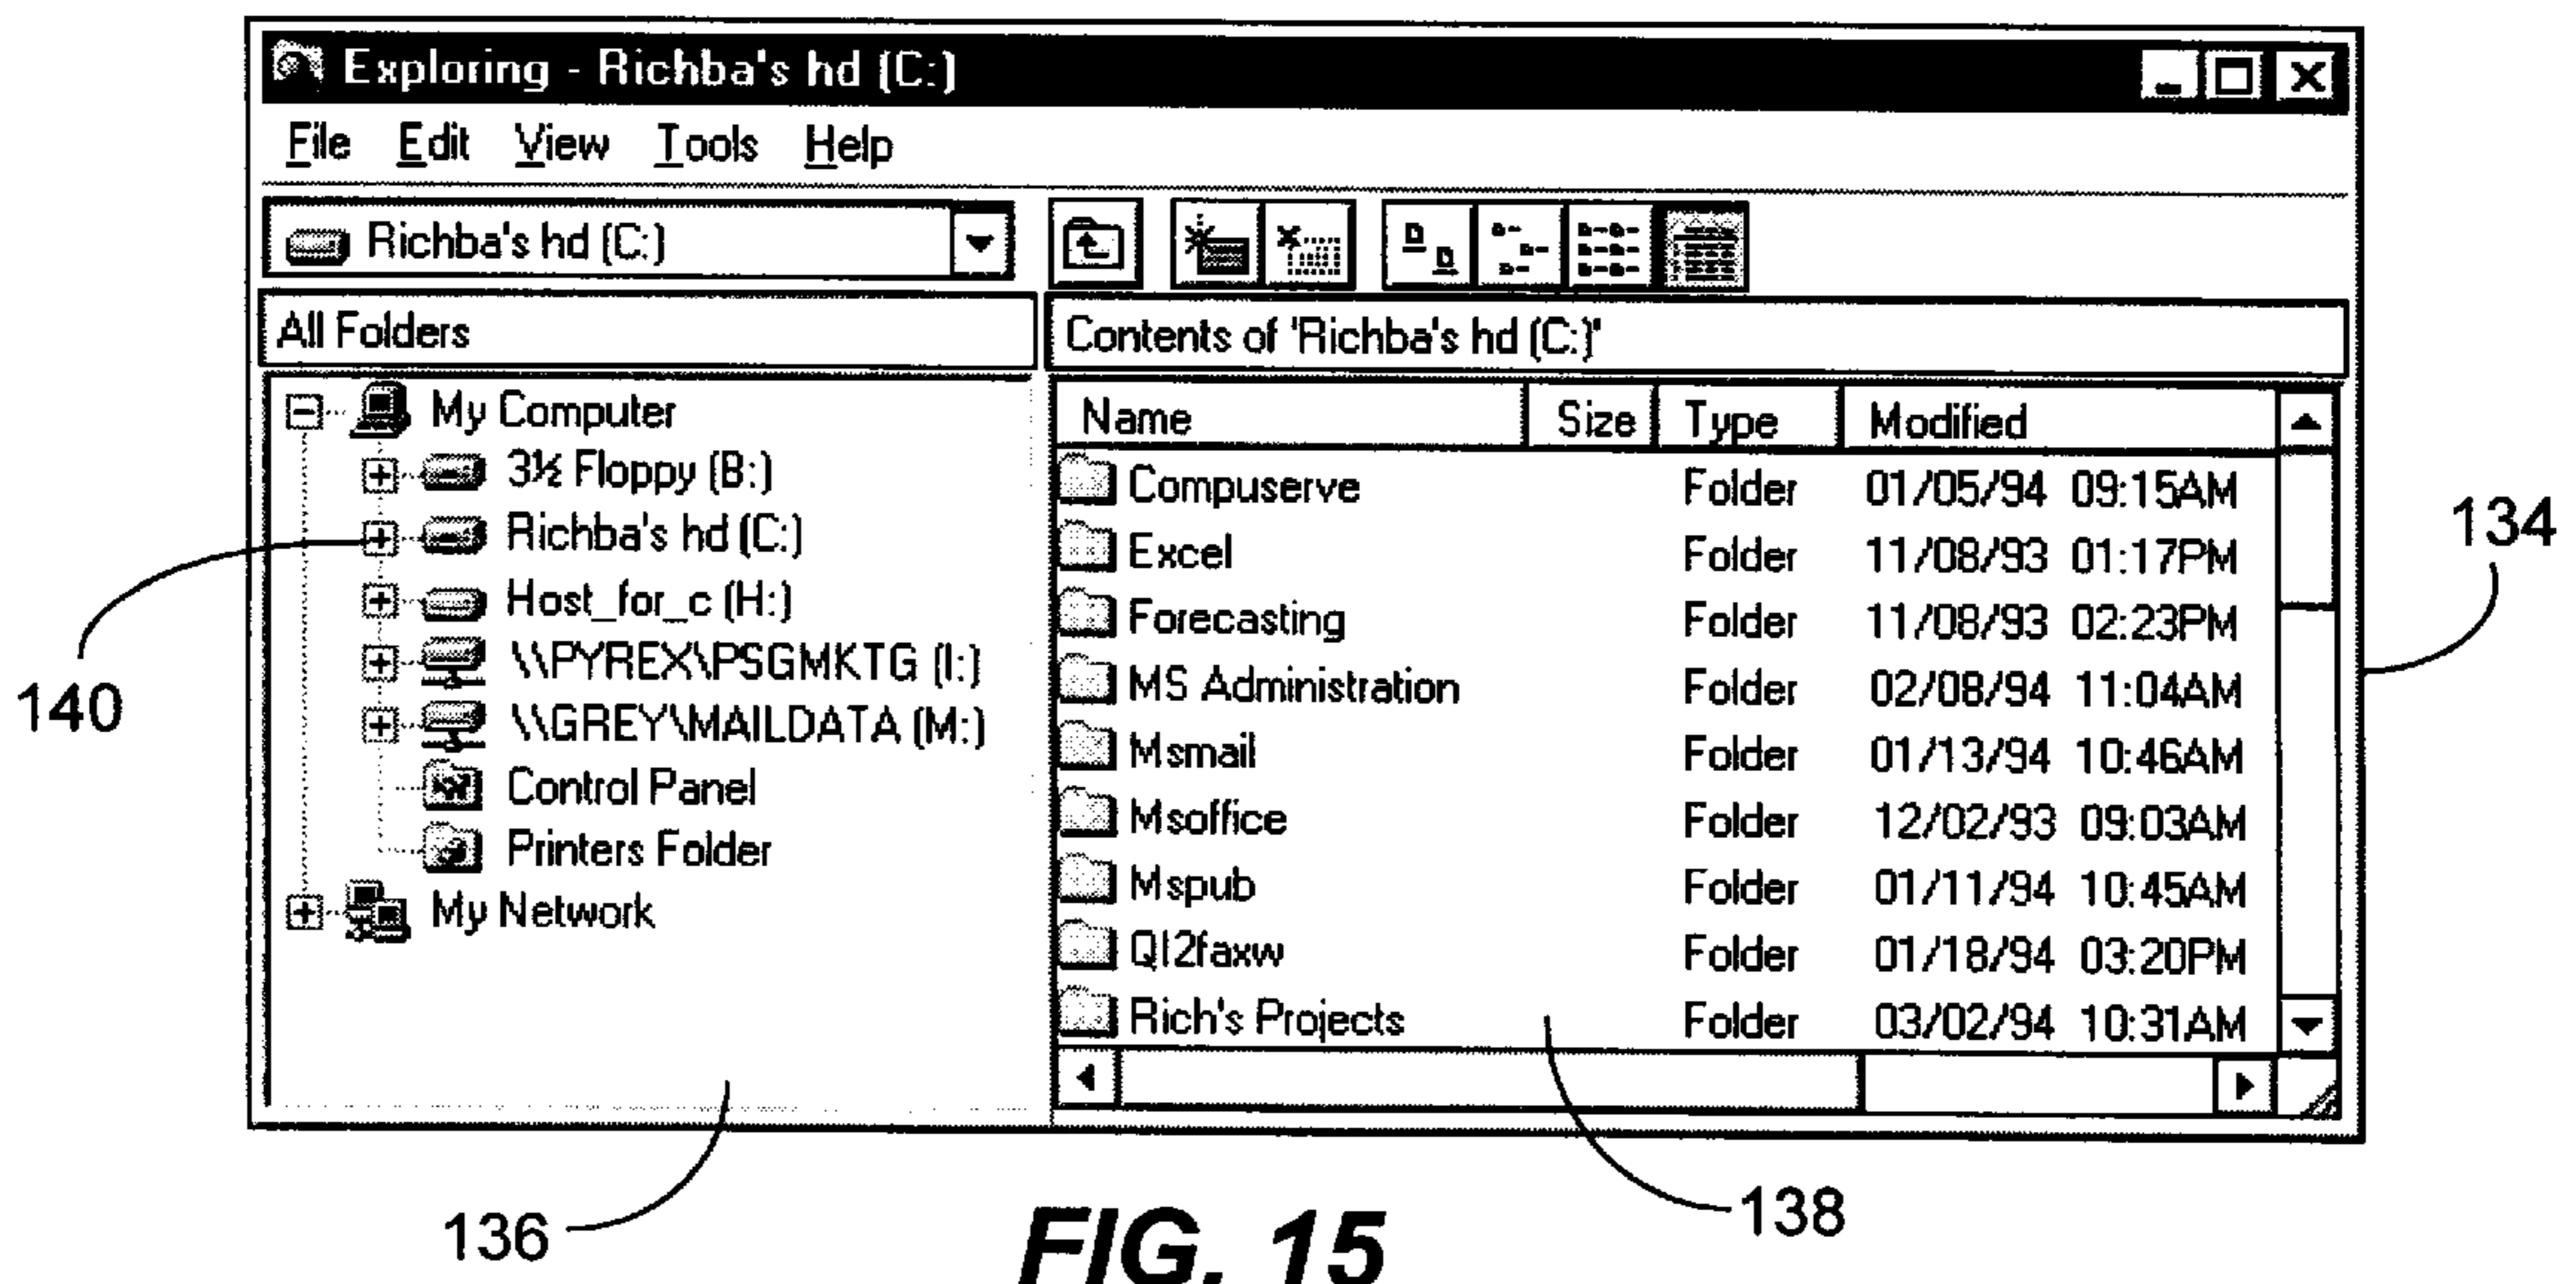 Exploring - Richba's hd (C:)
File Edit View Tools Help
Richba's hd (C:)
All Folders
Contents of 'Richba's hd (C:)'
My Computer
3½ Floppy (B:)
Richba's hd (C:)
Host_for_c (H:)
\\PYREX\PSGMKTG (I:)
\\GREY\MAILDATA (M:)
Control Panel
Printers Folder
My Network
Name Size Type Modified
Compuserve Folder 01/05/94 09:15AM
Excel Folder 11/08/93 01:17PM
Forecasting Folder 11/08/93 02:23PM
MS Administration Folder 02/08/94 11:04AM
Msmail Folder 01/13/94 10:46AM
Msoffice Folder 12/02/93 09:03AM
Mspub Folder 01/11/94 10:45AM
Ql2faxw Folder 01/18/94 03:20PM
Rich's Projects Folder 03/02/94 10:31AM
134
140
136
138
FIG. 15